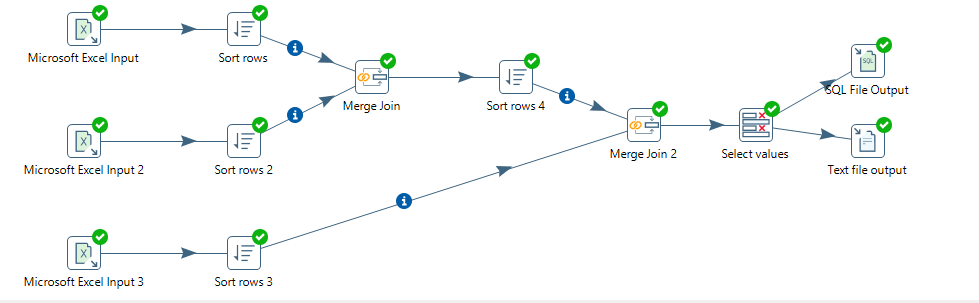 Microsoft Excel Input
Sort rows
Merge Join
Sort rows 4
SQL
SQL File Output
Microsoft Excel Input 2
Sort rows 2
Merge Join 2
Select values
Text file output
Microsoft Excel Input 3
Sort rows 3